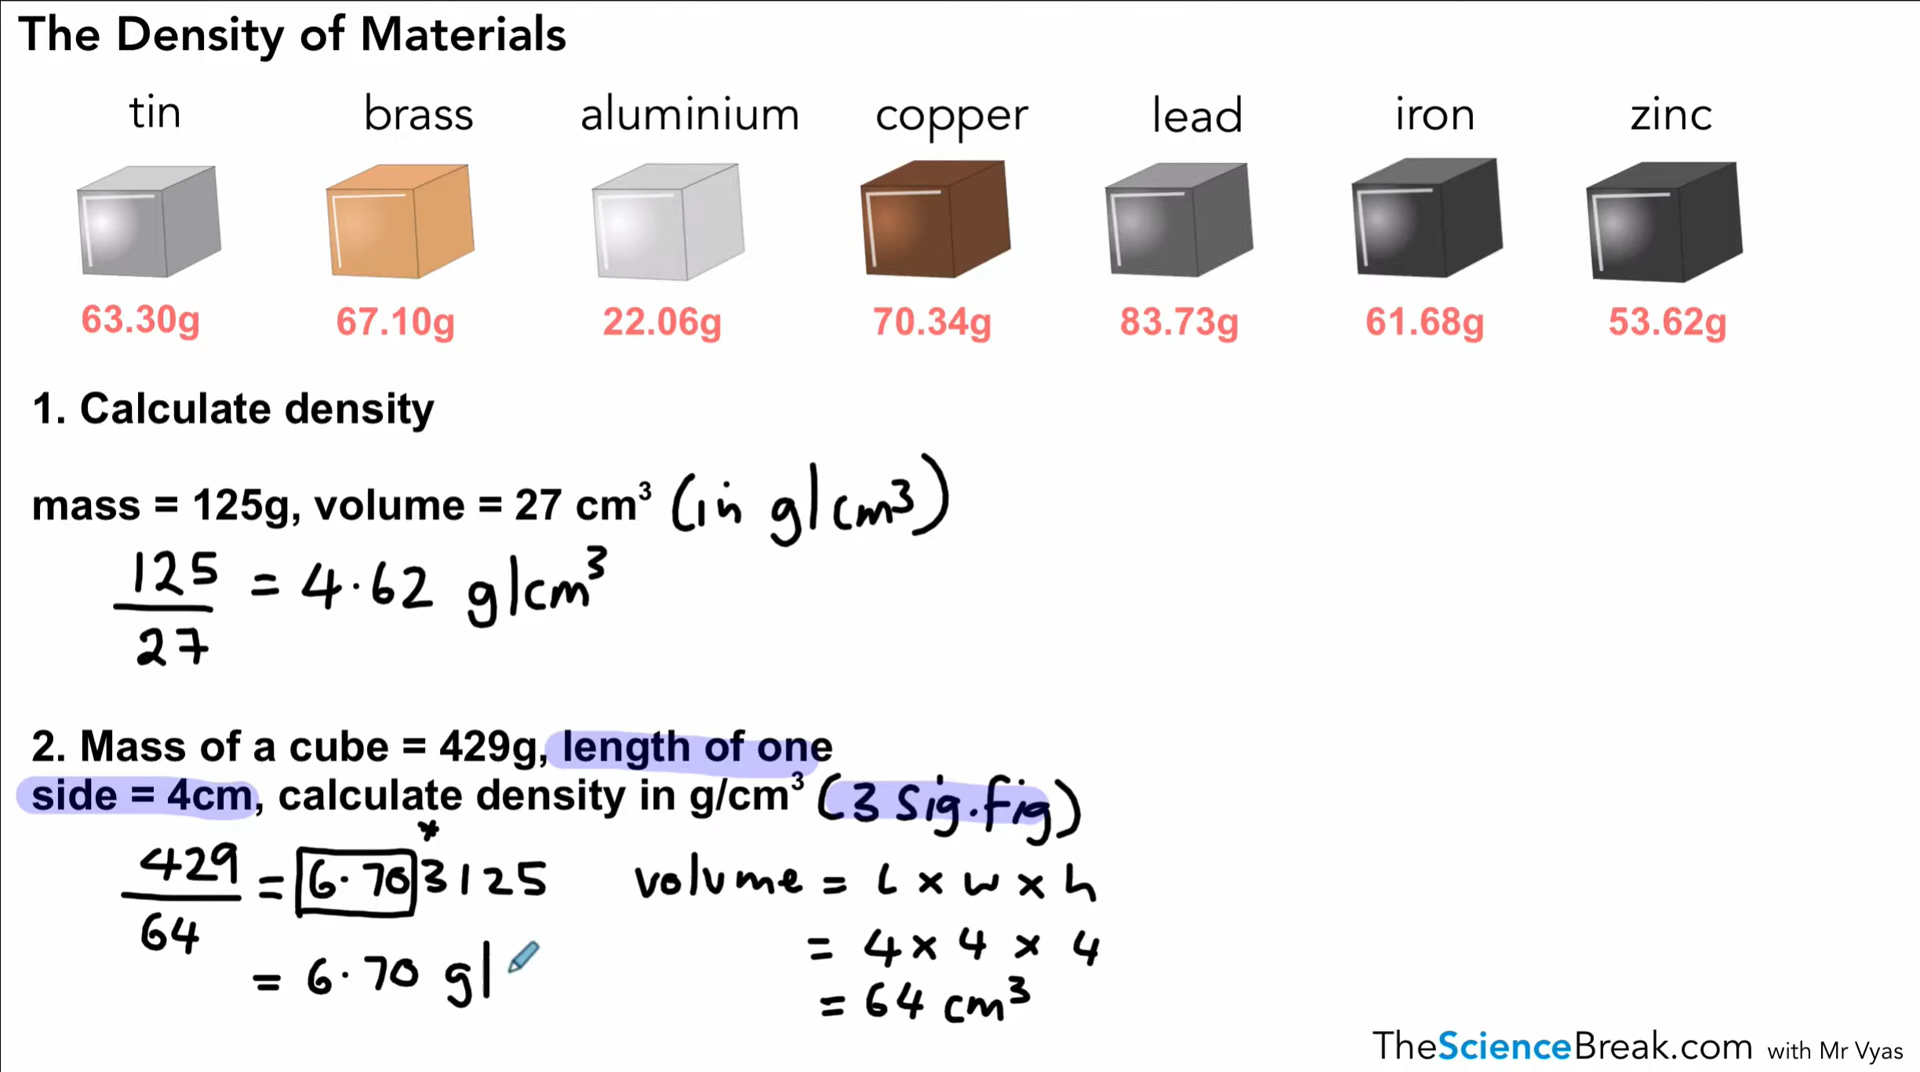 The Density of Materials
tin brass aluminium copper lead iron zinc
63.30g 67.10g 22.06g 70.34g 83.73g 61.68g 53.62g
1. Calculate density
mass = 125g, volume = 27 cm³ (in g/cm³)
125
= 4.62 g/cm³
27
2. Mass of a cube = 429g, length of one
side = 4cm, calculate density in g/cm³ (3 sig.fig)
*
429
= 6.703125
64
= 6.70 g/
volume = L x w x h
= 4 x 4 x 4
= 64 cm³
TheScienceBreak.com with Mr Vyas